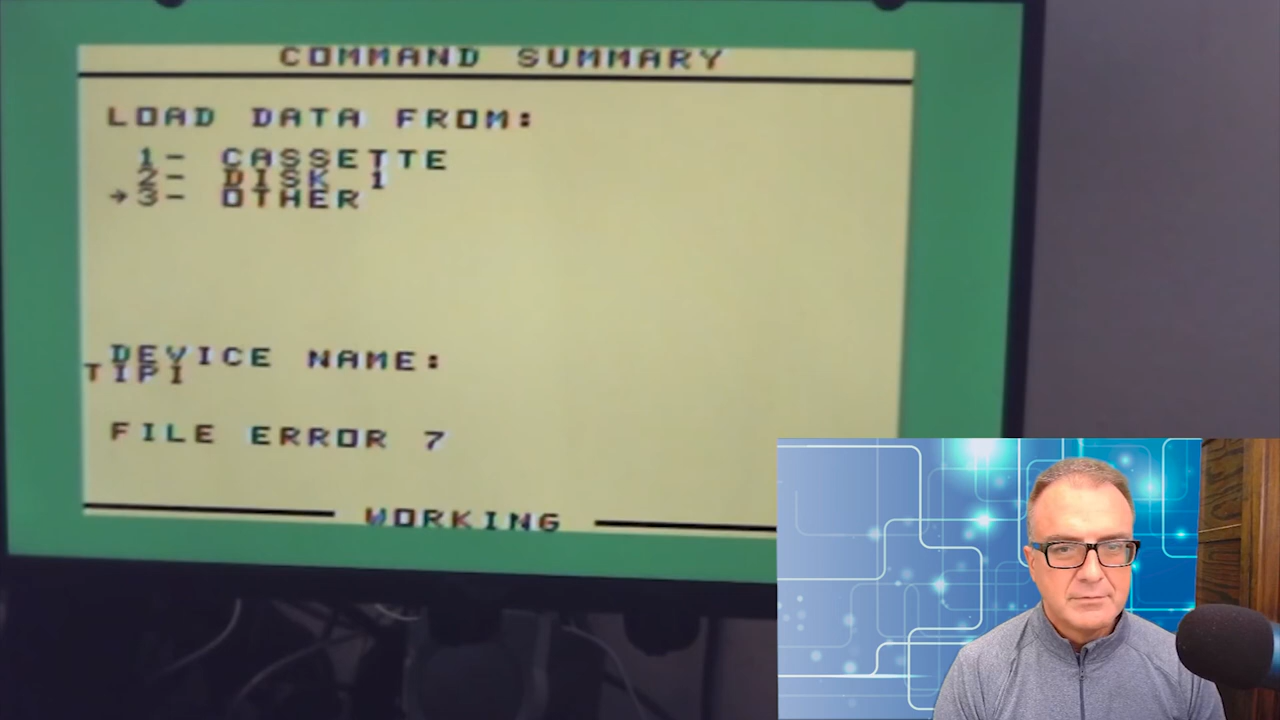 COMMAND SUMMARY
LOAD DATA FROM:
1- CASSETTE
2- DISK 1
→3- OTHER
DEVICE NAME:
TIPI
FILE ERROR 7
WORKING